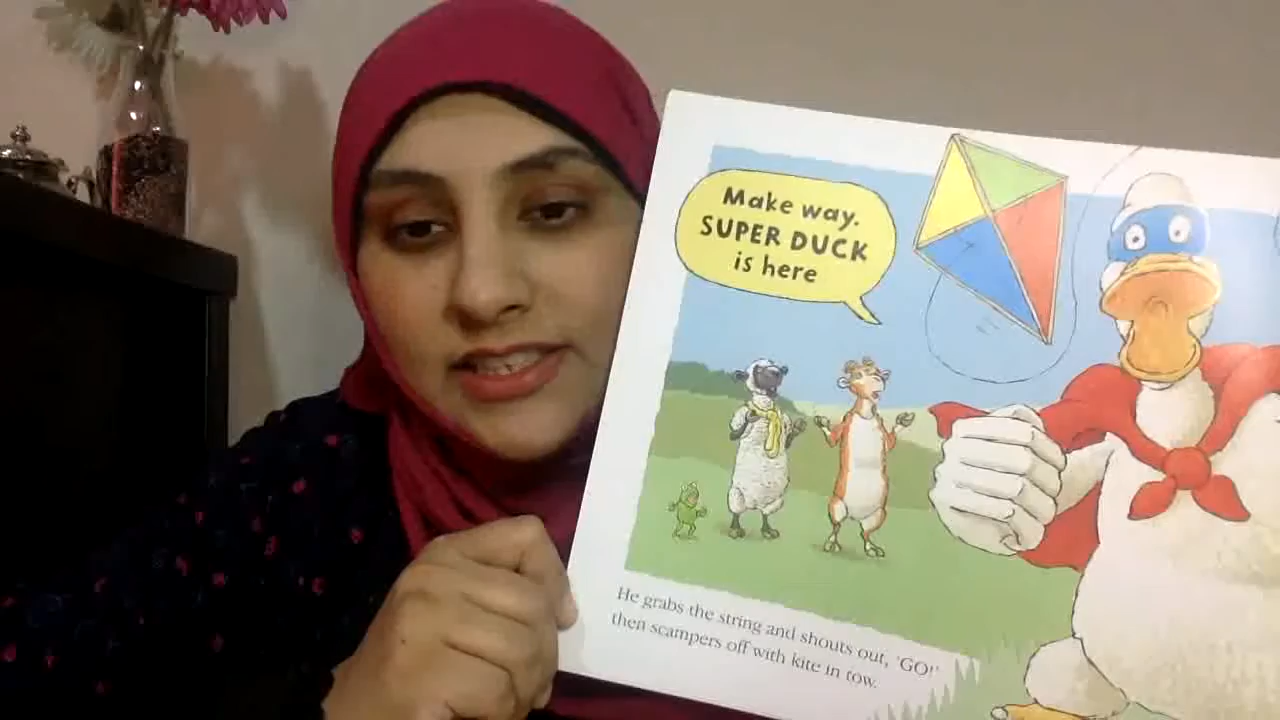 Make way.
SUPER DUCK
is here
He grabs the string and shouts out, 'GO!'
then scampers off with kite in tow.